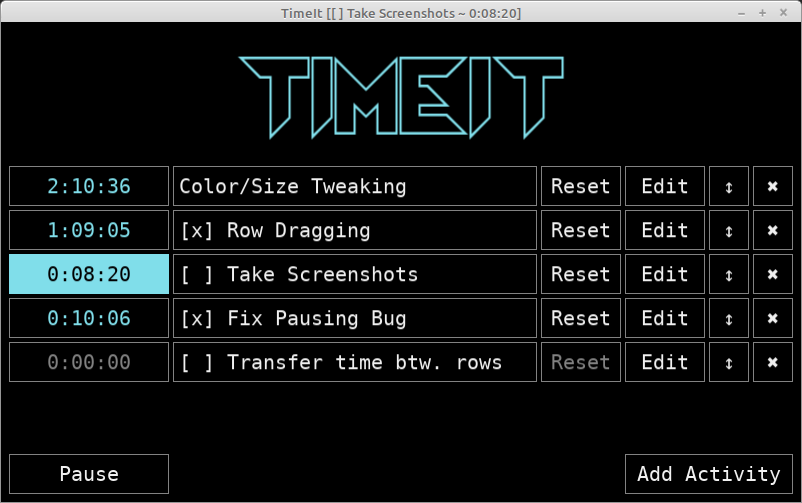 TimeIt [[ ] Take Screenshots ~ 0:08:20]
TIMEIT
2:10:36 Color/Size Tweaking Reset Edit ↕ ✖
1:09:05 [x] Row Dragging Reset Edit ↕ ✖
0:08:20 [ ] Take Screenshots Reset Edit ↕ ✖
0:10:06 [x] Fix Pausing Bug Reset Edit ↕ ✖
0:00:00 [ ] Transfer time btw. rows Reset Edit ↕ ✖
Pause Add Activity